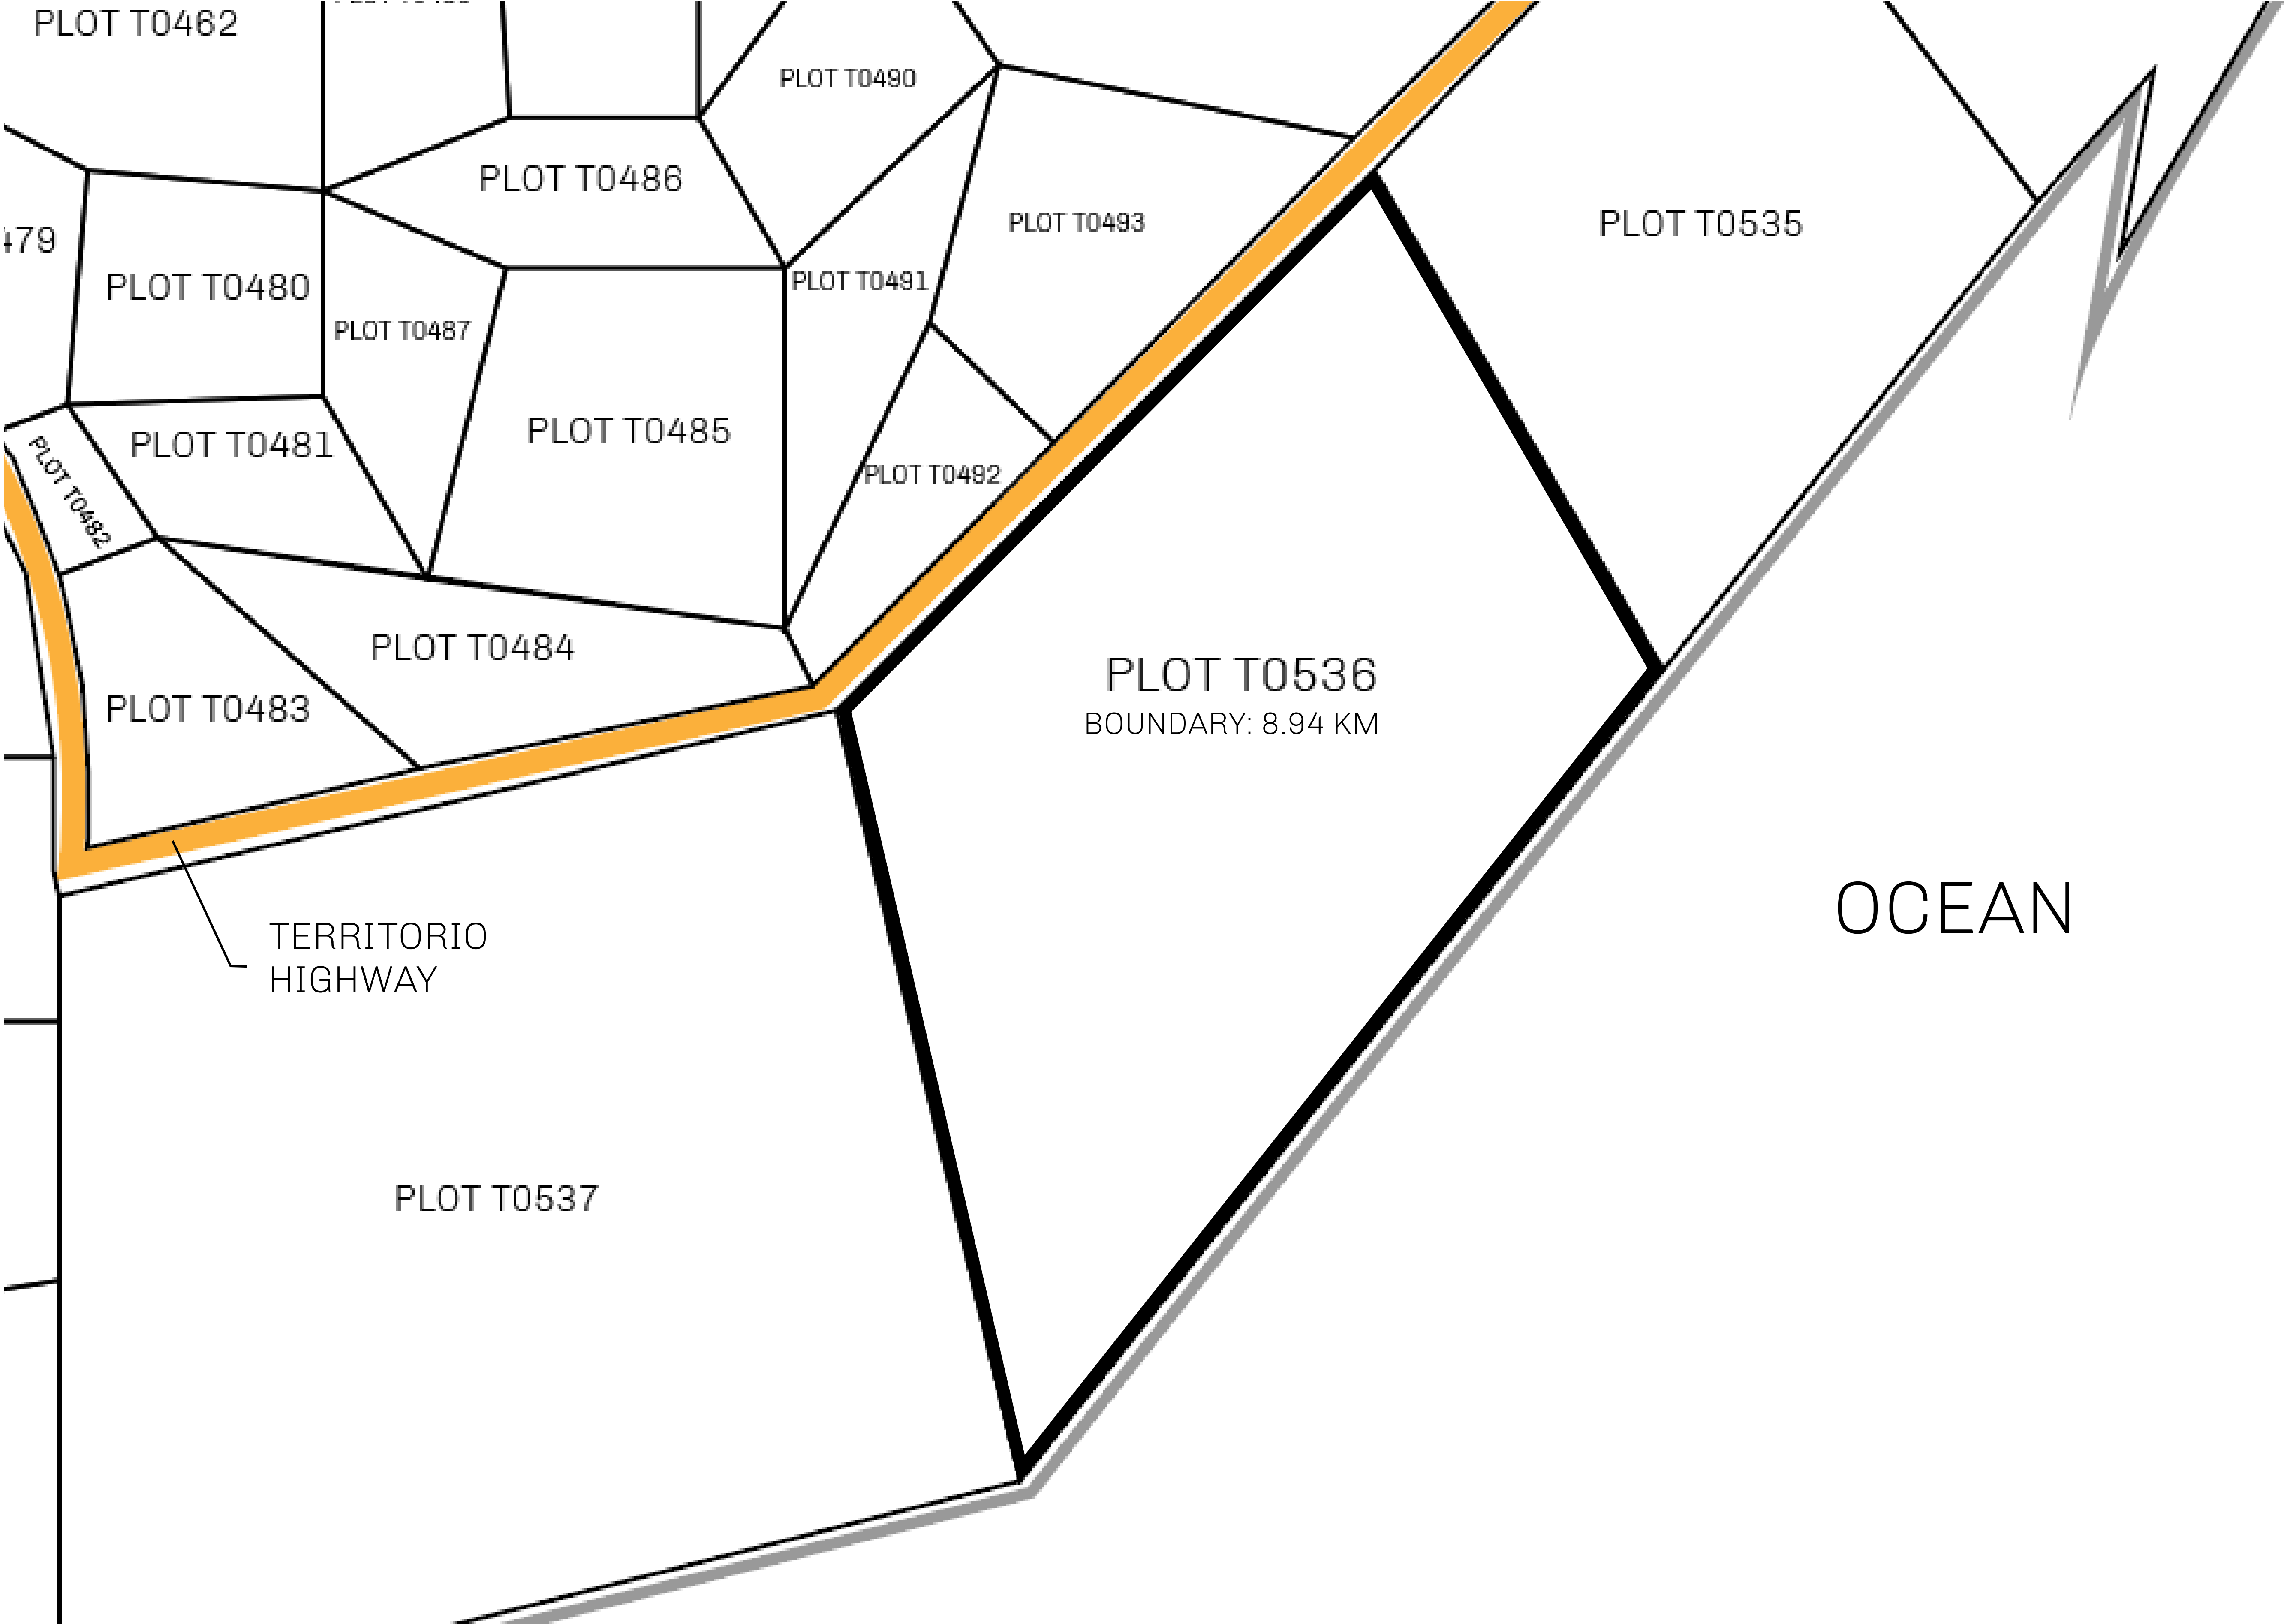 PLOT T0462
PLOT T0490
PLOT T0486
PLOT T0493
PLOT T0535
479
PLOT T0480
PLOT T0491
PLOT T0487
PLOT T0485
PLOT T0481
PLOT T0482
PLOT T0492
PLOT T0484
PLOT T0483
PLOT T0536
BOUNDARY: 8.94 KM
OCEAN
TERRITORIO
HIGHWAY
PLOT T0537